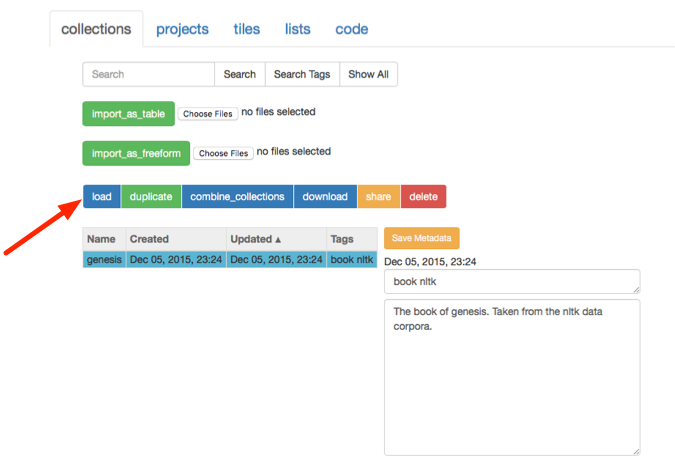 collections projects tiles lists code
Search Search Search Tags Show All
import_as_table Choose Files no files selected
import_as_freeform Choose Files no files selected
load duplicate combine_collections download share delete
Name Created Updated ▲ Tags Save Metadata
genesis Dec 05, 2015, 23:24 Dec 05, 2015, 23:24 book nltk Dec 05, 2015, 23:24
book nltk
The book of genesis. Taken from the nltk data
corpora.